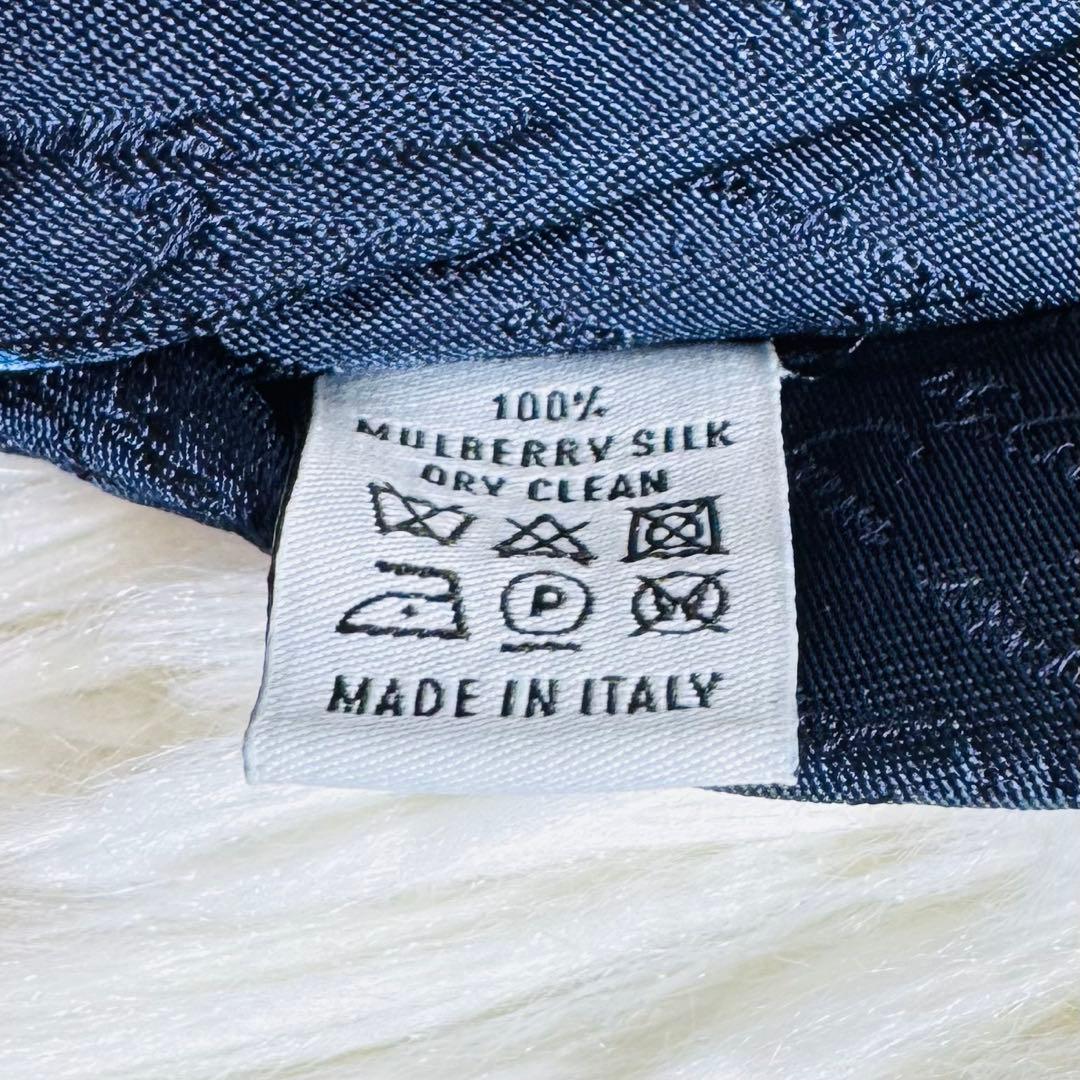 100%
MULBERRY SILK
DRY CLEAN
P
W
MADE IN ITALY